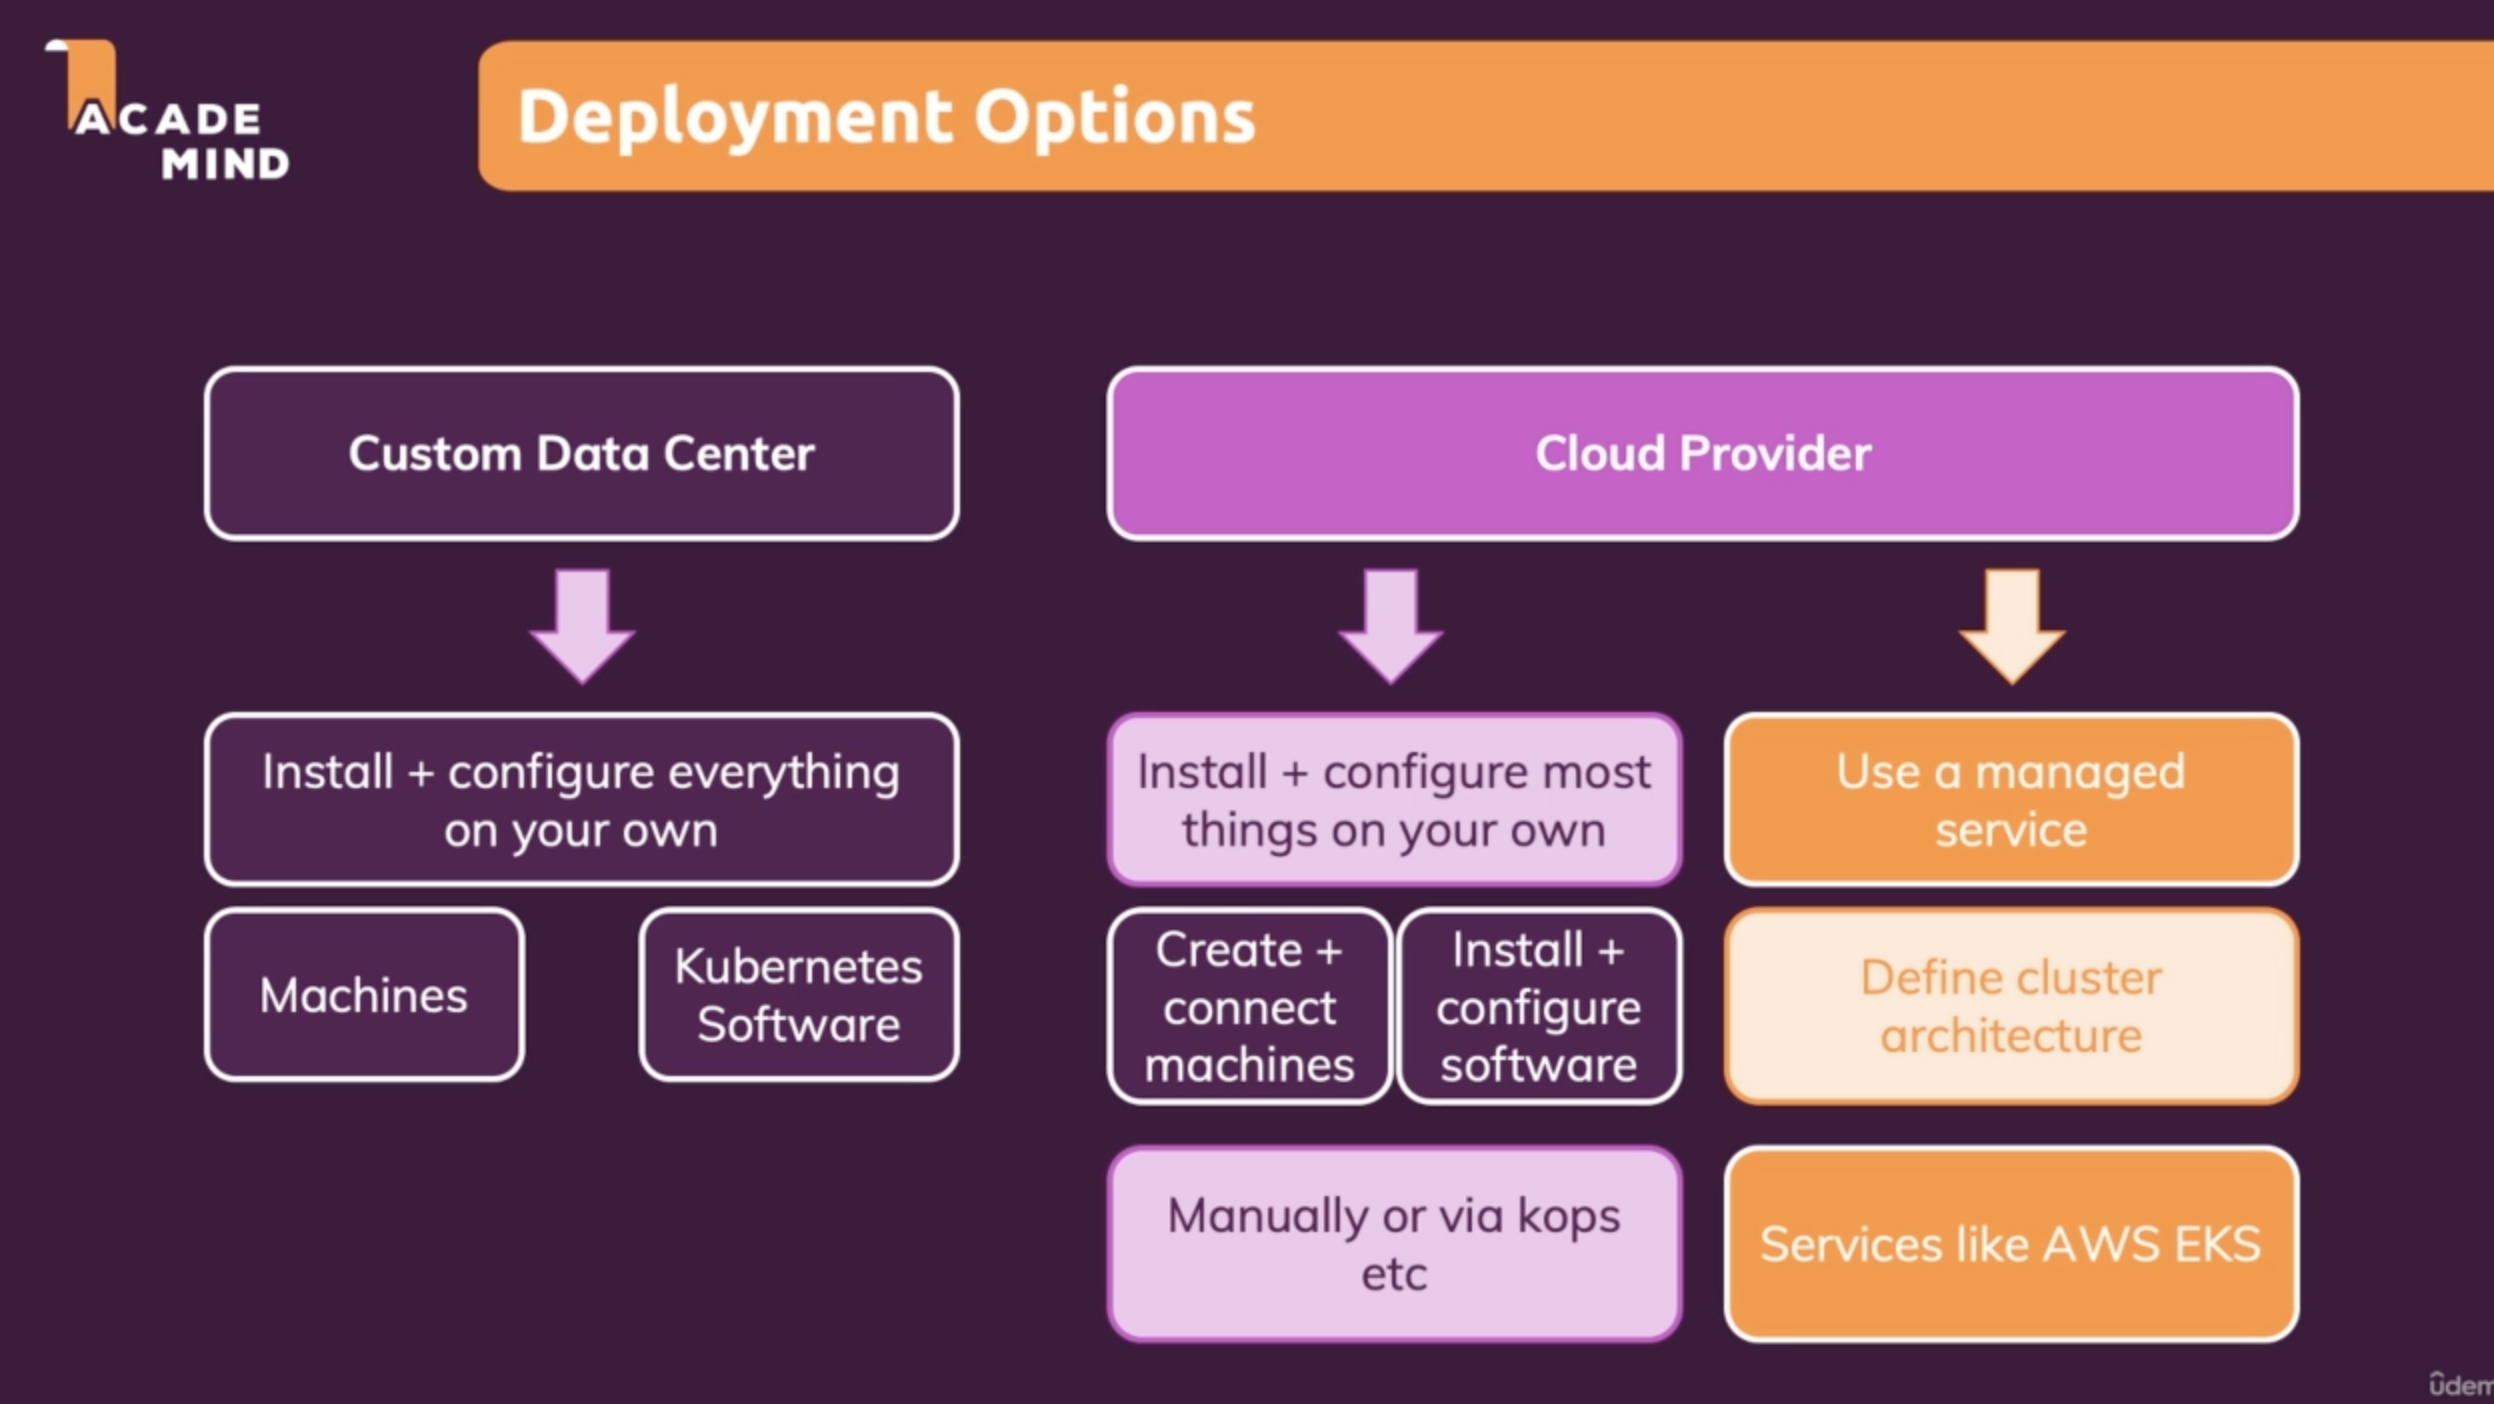 ACADE
MIND
Deployment Options
Custom Data Center
Cloud Provider
Install + configure everything
on your own
Install + configure most
things on your own
Use a managed
service
Machines
Kubernetes
Software
Create +
connect
machines
Install +
configure
software
Define cluster
architecture
Manually or via kops
etc
Services like AWS EKS
ûdem